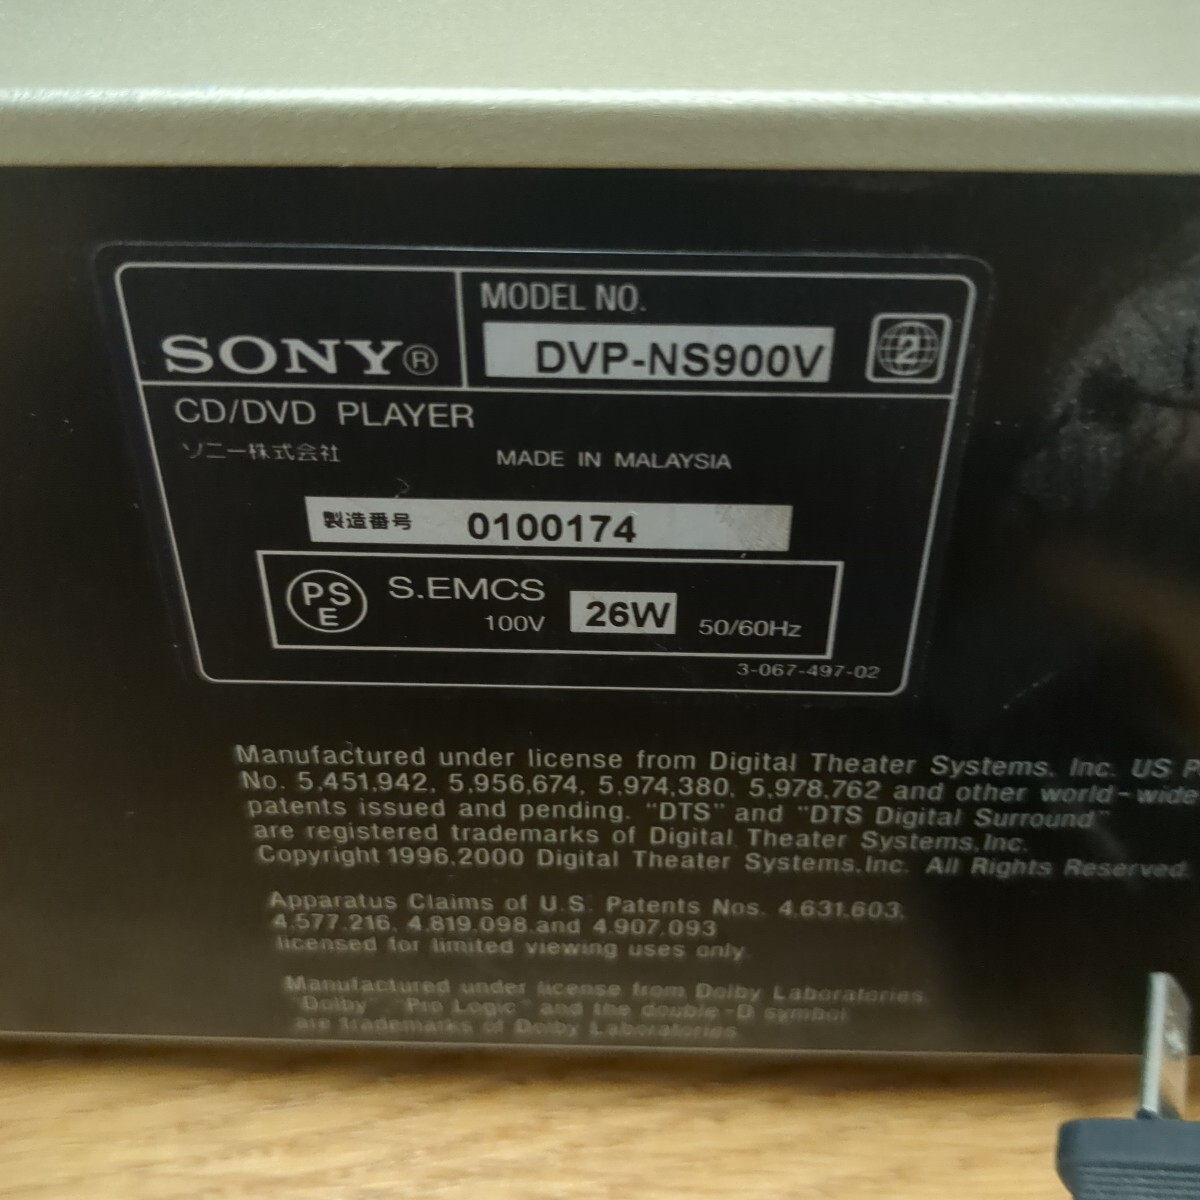 SONY®
MODEL NO.
DVP-NS900V
2
CD/DVD PLAYER
ソニー株式会社
MADE IN MALAYSIA
製造番号 0100174
PSE
S.EMCS
100V 26W 50/60Hz
3-067-497-02
Manufactured under license from Digital Theater Systems, Inc. US P
No. 5,451,942, 5,956,674, 5,974,380, 5,978,762 and other world-wide
patents issued and pending. "DTS" and "DTS Digital Surround"
are registered trademarks of Digital Theater Systems,Inc.
Copyright 1996,2000 Digital Theater Systems,Inc. All Rights Reserved.
Apparatus Claims of U.S. Patents Nos. 4,631,603,
4,577,216, 4,819,098,and 4,907,093
licensed for limited viewing uses only.
Manufactured under license from Dolby Laboratories.
"Dolby", "Pro Logic" and the double-D symbol
are trademarks of Dolby Laboratories.